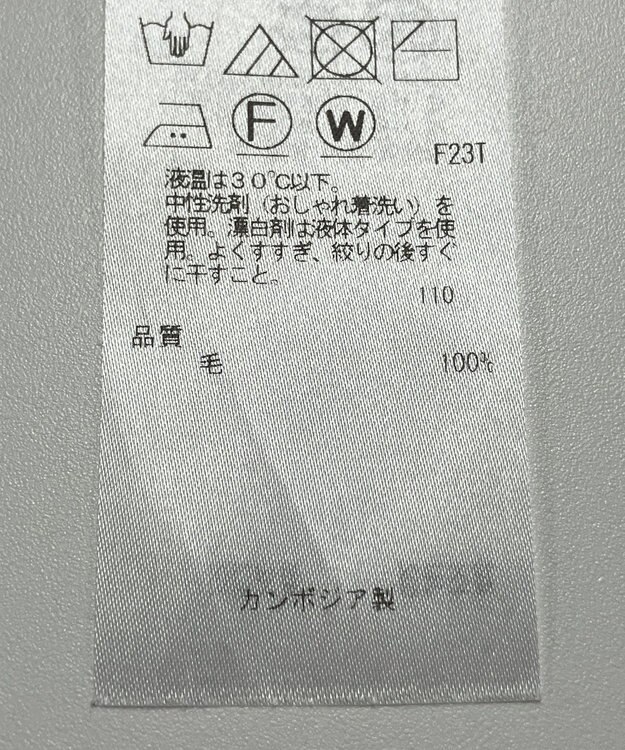 F W
F23T
液温は30℃以下。
中性洗剤（おしゃれ着洗い）を
使用。漂白剤は液体タイプを使
用。よくすすぎ、絞りの後すぐ
に干すこと。
110
品質
毛 100%
カンボジア製